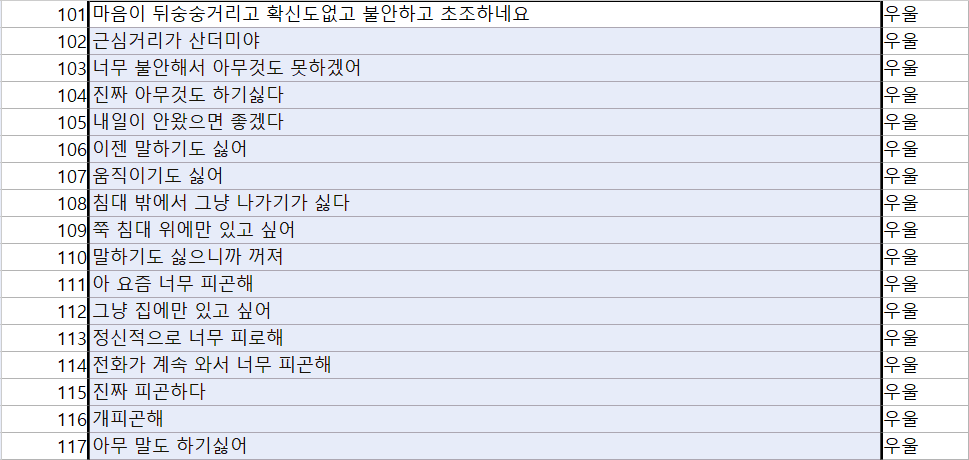 101 마음이 뒤숭숭거리고 확신도없고 불안하고 초조하네요 우울
102 근심거리가 산더미야 우울
103 너무 불안해서 아무것도 못하겠어 우울
104 진짜 아무것도 하기싫다 우울
105 내일이 안왔으면 좋겠다 우울
106 이젠 말하기도 싫어 우울
107 움직이기도 싫어 우울
108 침대 밖에서 그냥 나가기가 싫다 우울
109 쭉 침대 위에만 있고 싶어 우울
110 말하기도 싫으니까 꺼져 우울
111 아 요즘 너무 피곤해 우울
112 그냥 집에만 있고 싶어 우울
113 정신적으로 너무 피로해 우울
114 전화가 계속 와서 너무 피곤해 우울
115 진짜 피곤하다 우울
116 개피곤해 우울
117 아무 말도 하기싫어 우울